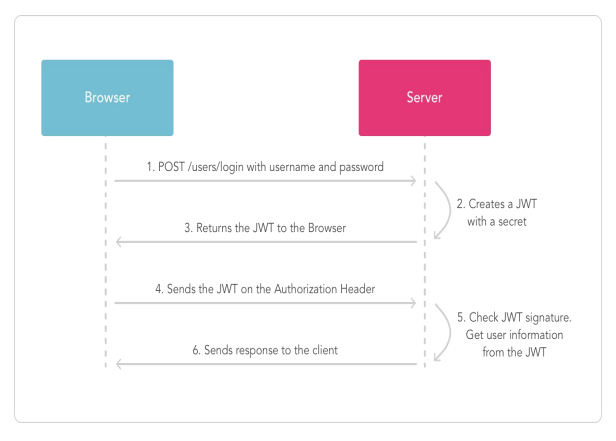 Browser
Server
1. POST /users/login with username and password
2. Creates a JWT
with a secret
3. Returns the JWT to the Browser
4. Sends the JWT on the Authorization Header
5. Check JWT signature.
Get user information
from the JWT
6. Sends response to the client